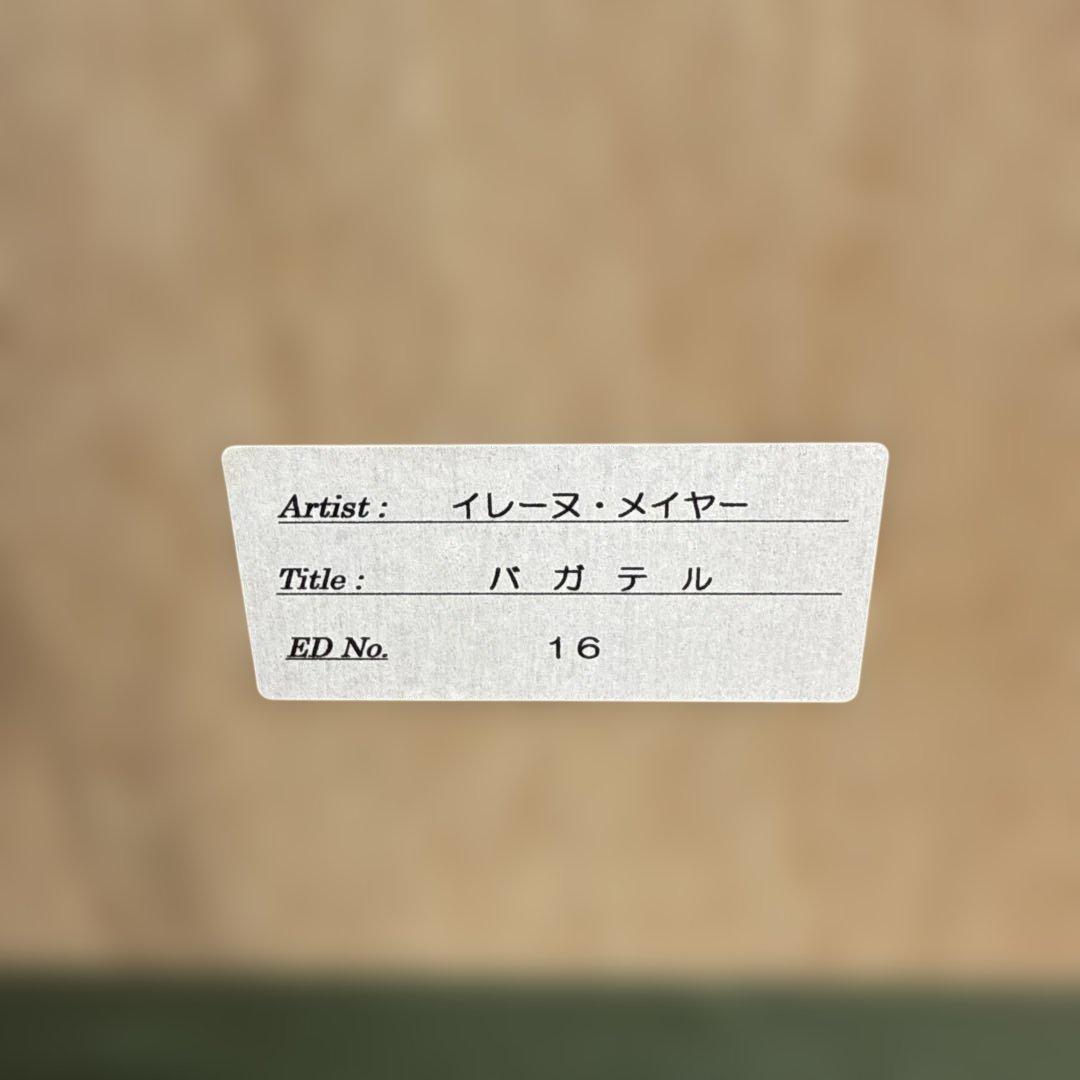 Artist : イレーヌ・メイヤー
Title : バ ガ テ ル
ED No. 16